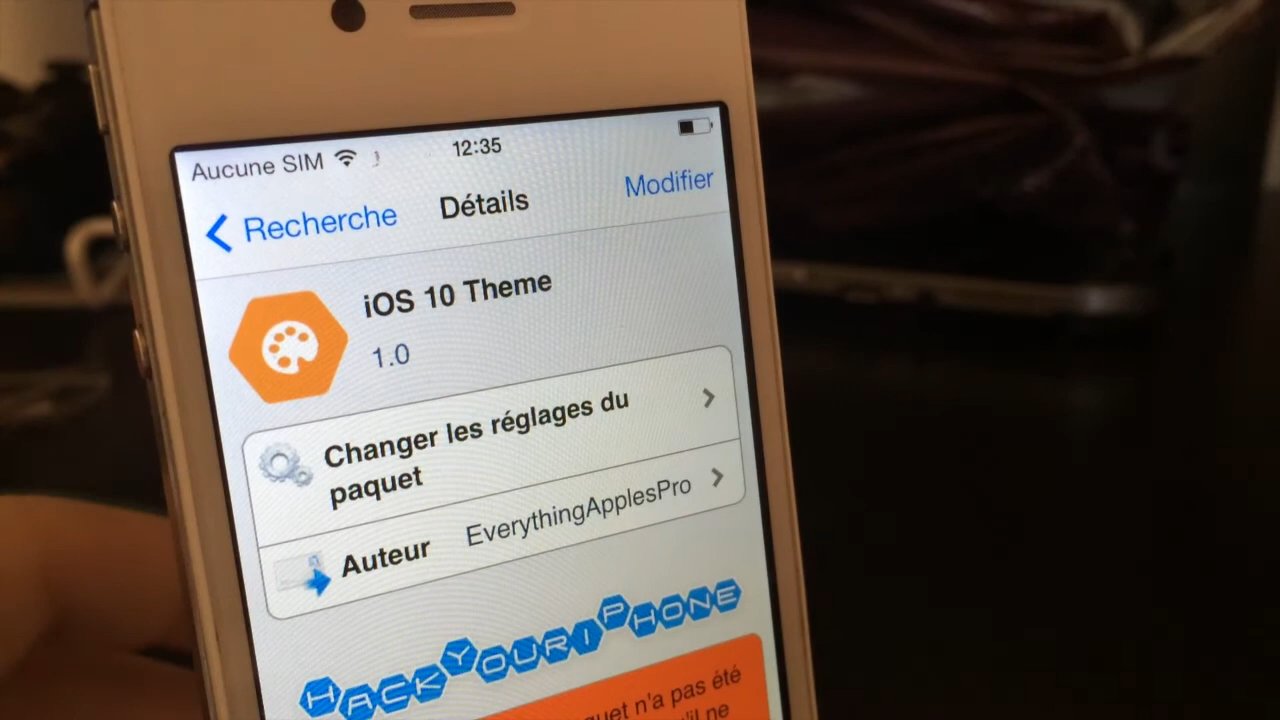 Aucune SIM 12:35
Recherche Détails Modifier
iOS 10 Theme
1.0
Changer les réglages du
paquet
Auteur EverythingApplesPro
HACKYOURIPHONE
n'a pas été
ne